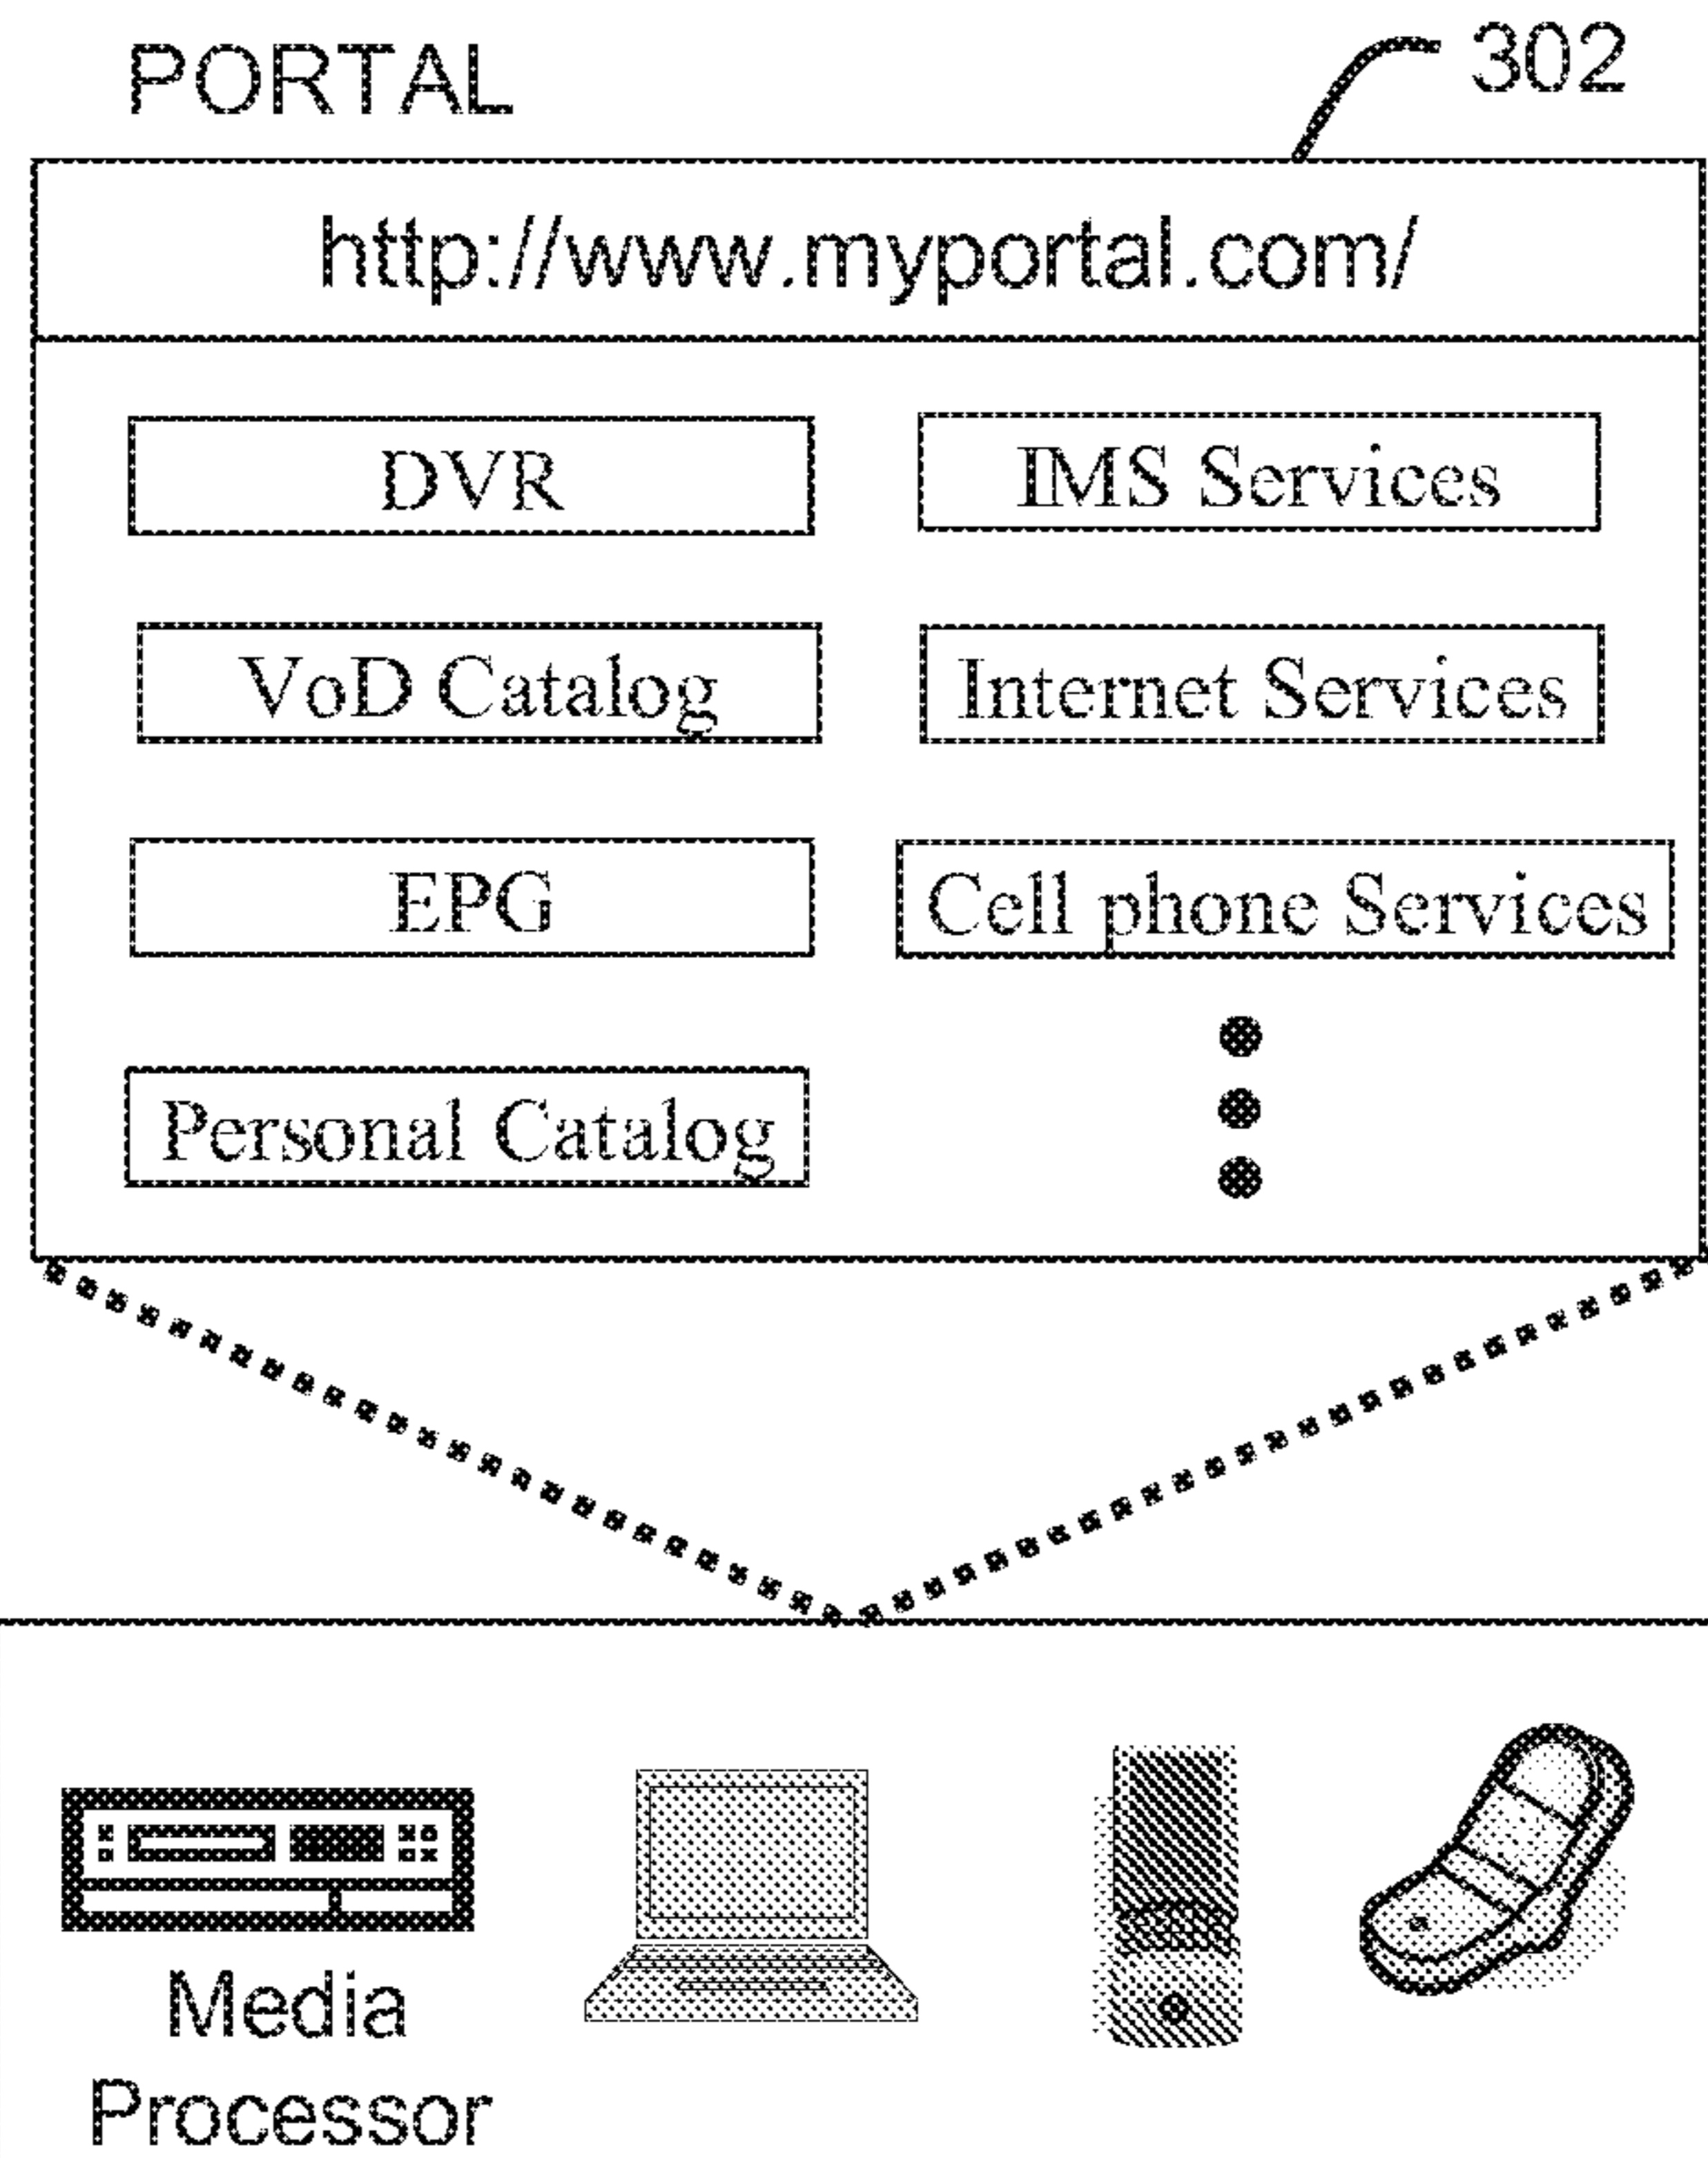 PORTAL
302
http://www.myportal.com/
DVR
IMS Services
VoD Catalog
Internet Services
EPG
Cell phone Services
Personal Catalog
Media
Processor